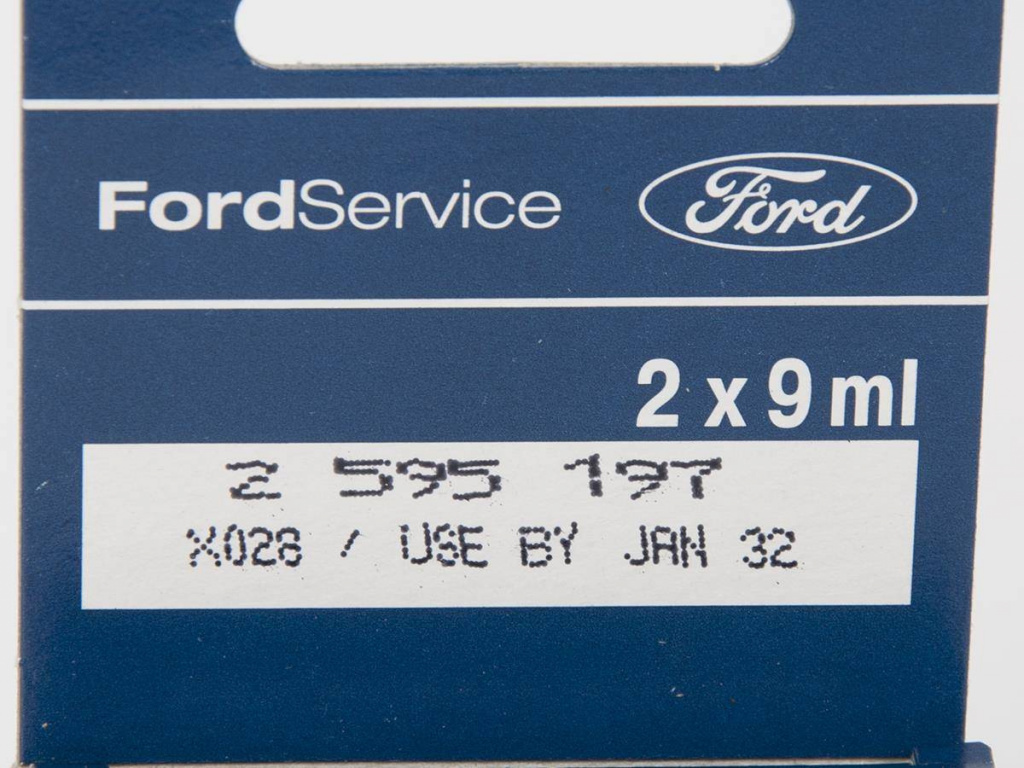 FordService Ford
2 x 9 ml
2 595 197
X028 / USE BY JAN 32